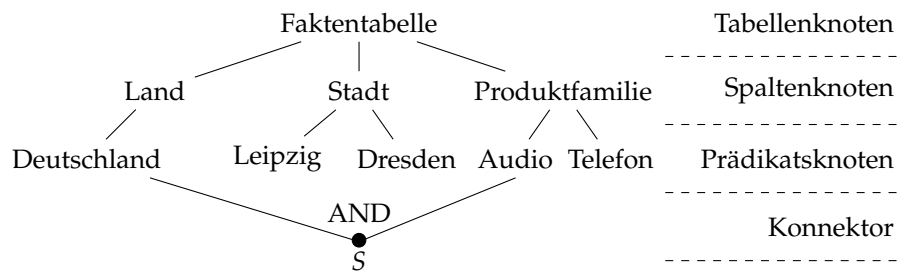 Faktentabelle Tabellenknoten
Land Stadt Produktfamilie Spaltenknoten
Deutschland Leipzig Dresden Audio Telefon Prädikatsknoten
AND
Konnektor
S